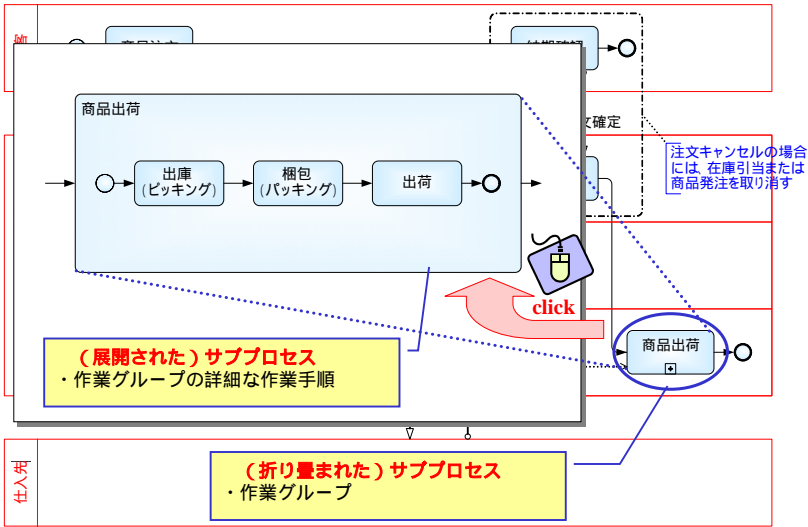 商品出荷
出庫
(ピッキング)
梱包
(パッキング)
出荷
文確定
注文キャンセルの場合
には、在庫引当または
商品発注を取り消す
click
商品出荷
(展開された)サブプロセス
・作業グループの詳細な作業手順
(折り畳まれた)サブプロセス
・作業グループ
仕入先